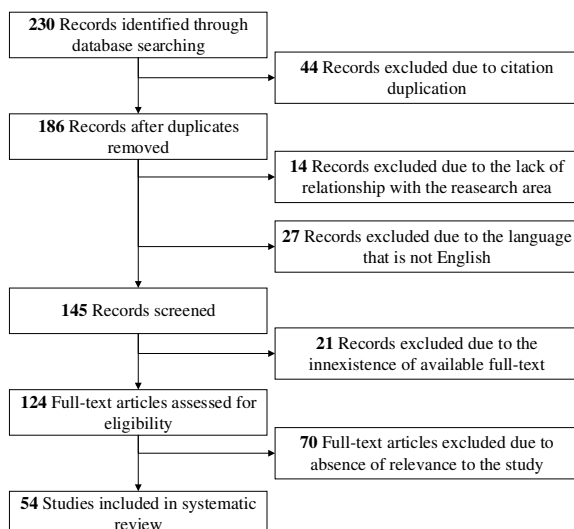 230 Records identified through
database searching
44 Records excluded due to citation
duplication
186 Records after duplicates
removed
14 Records excluded due to the lack of
relationship with the reasearch area
27 Records excluded due to the language
that is not English
145 Records screened
21 Records excluded due to the
innexistence of available full-text
124 Full-text articles assessed for
eligibility
70 Full-text articles excluded due to
absence of relevance to the study
54 Studies included in systematic
review